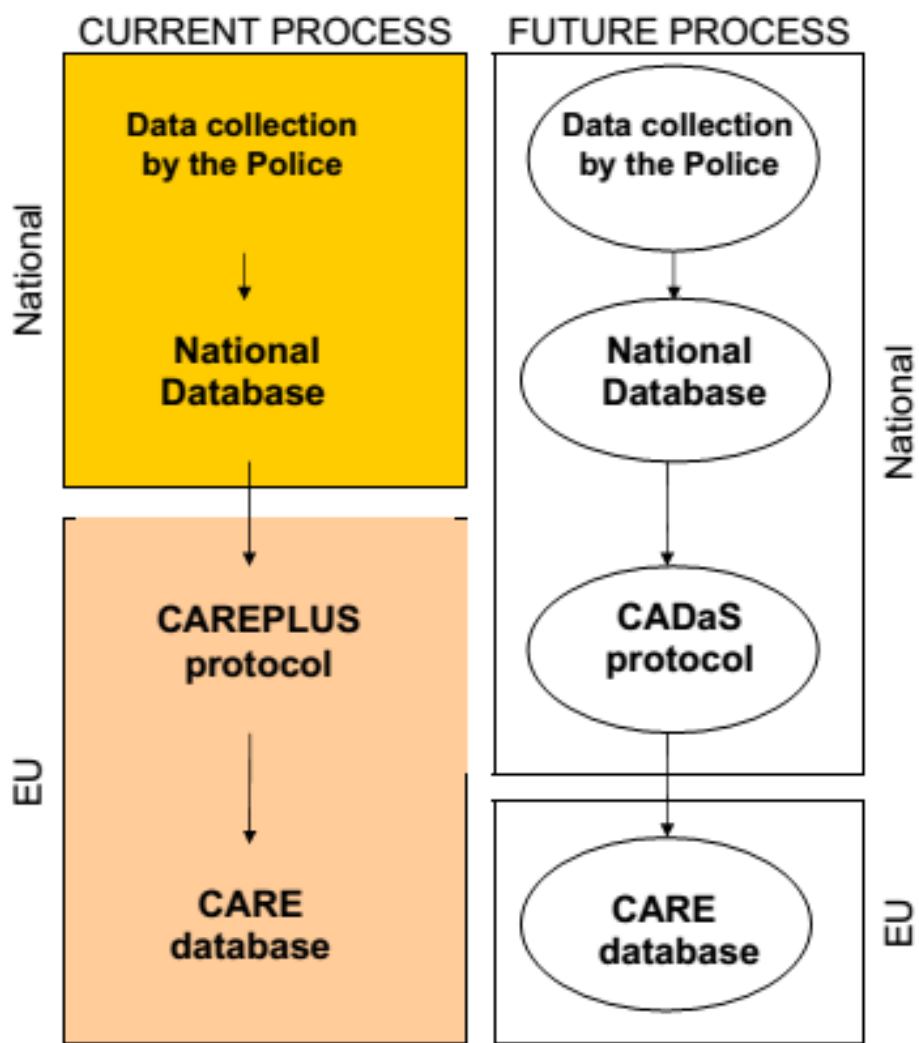 CURRENT PROCESS
Data collection
by the Police
National
Database
National
CAREPLUS
protocol
CARE
database
EU
FUTURE PROCESS
Data collection
by the Police
National
Database
CADaS
protocol
National
CARE
database
EU